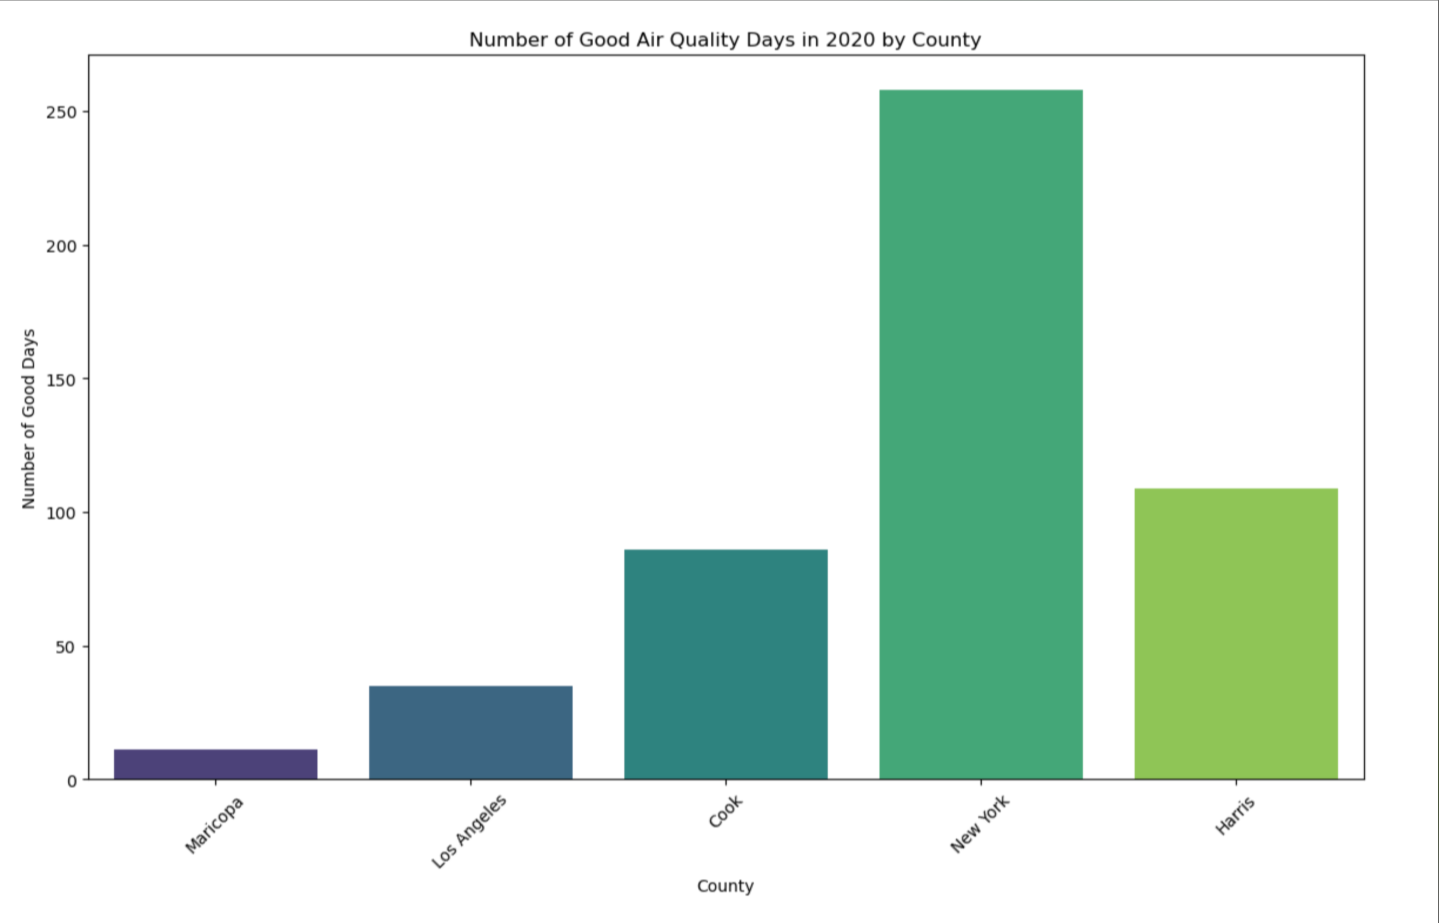 Number of Good Air Quality Days in 2020 by County
Number of Good Days
250
200
150
100
50
0
Maricopa
Los Angeles
Cook
New York
Harris
County